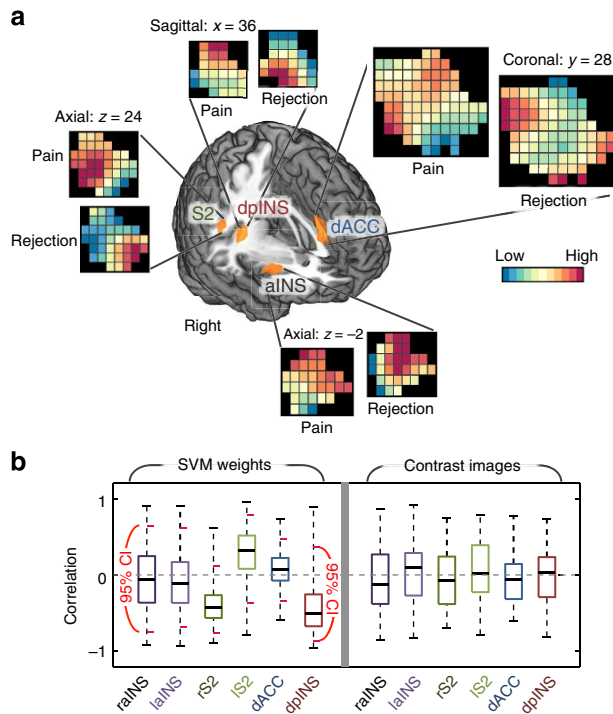 a
Sagittal: x = 36
Pain
Rejection
Coronal: y = 28
Axial: z = 24
Pain
Rejection
Pain
Rejection
S2
dpINS
dACC
aINS
Low
High
Right
Axial: z = –2
Pain
Rejection
b
SVM weights
Contrast images
Correlation
1
0
–1
95% CI
95% CI
raINS
laINS
rS2
lS2
dACC
dpINS
raINS
laINS
rS2
lS2
dACC
dpINS